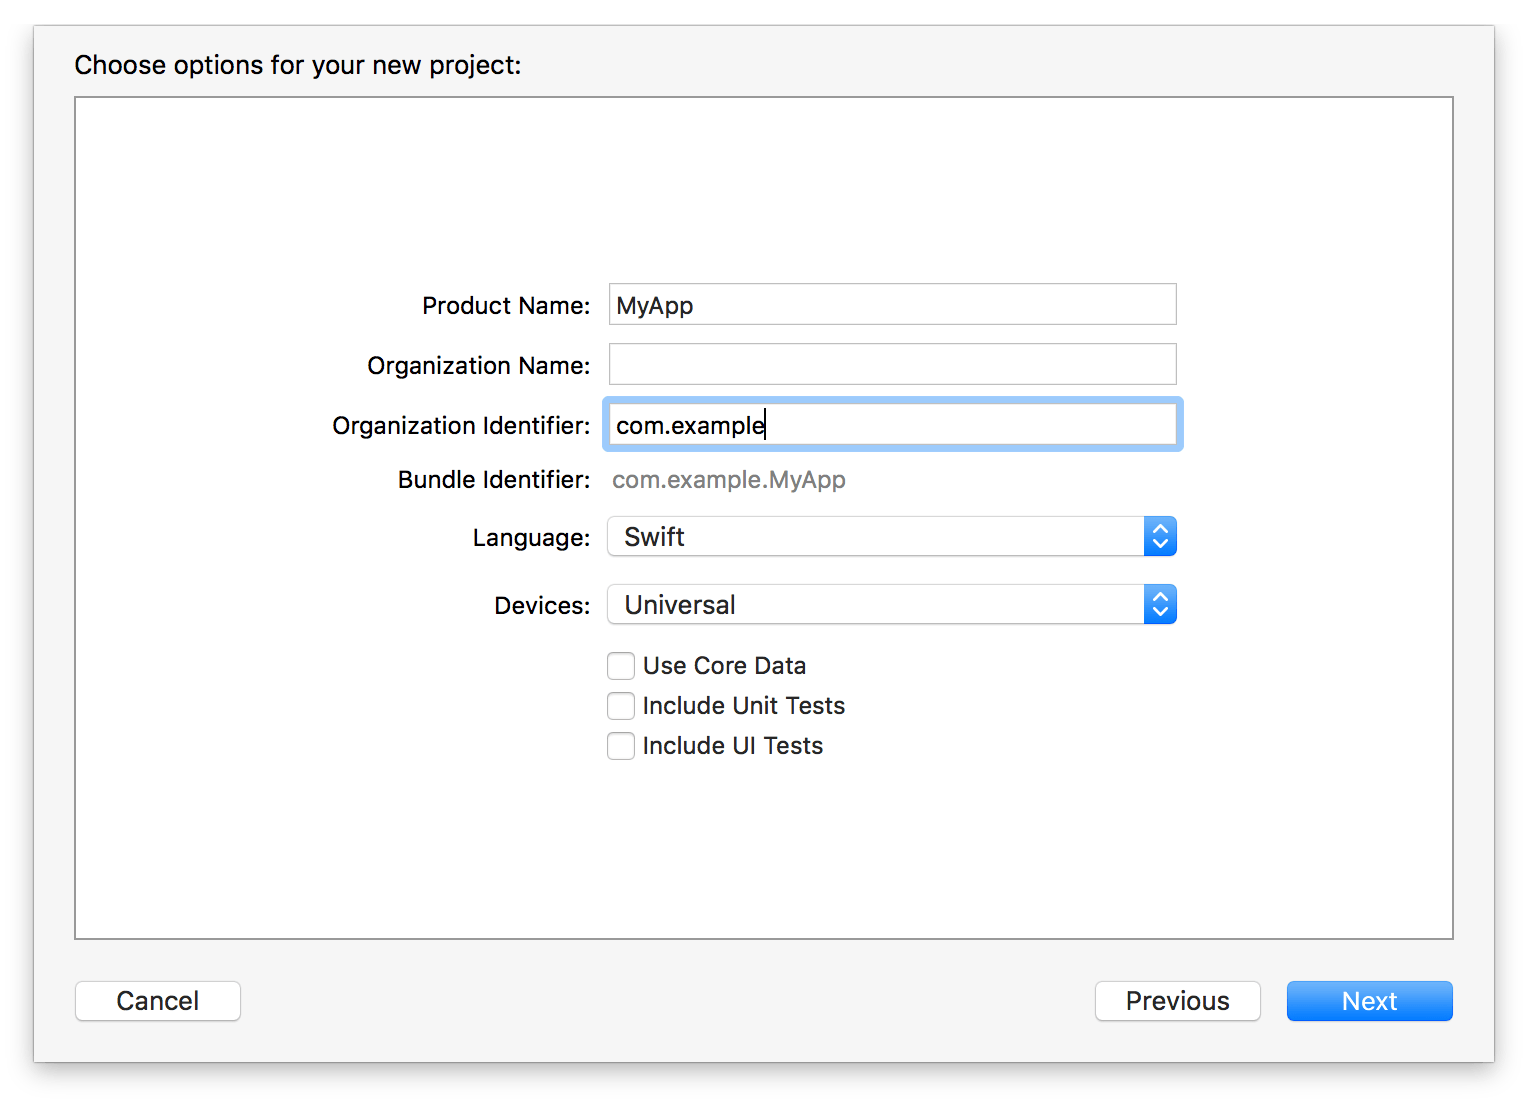 Choose options for your new project:
Product Name: MyApp
Organization Name:
Organization Identifier: com.example
Bundle Identifier: com.example.MyApp
Language: Swift
Devices: Universal
Use Core Data
Include Unit Tests
Include UI Tests
Cancel Previous Next